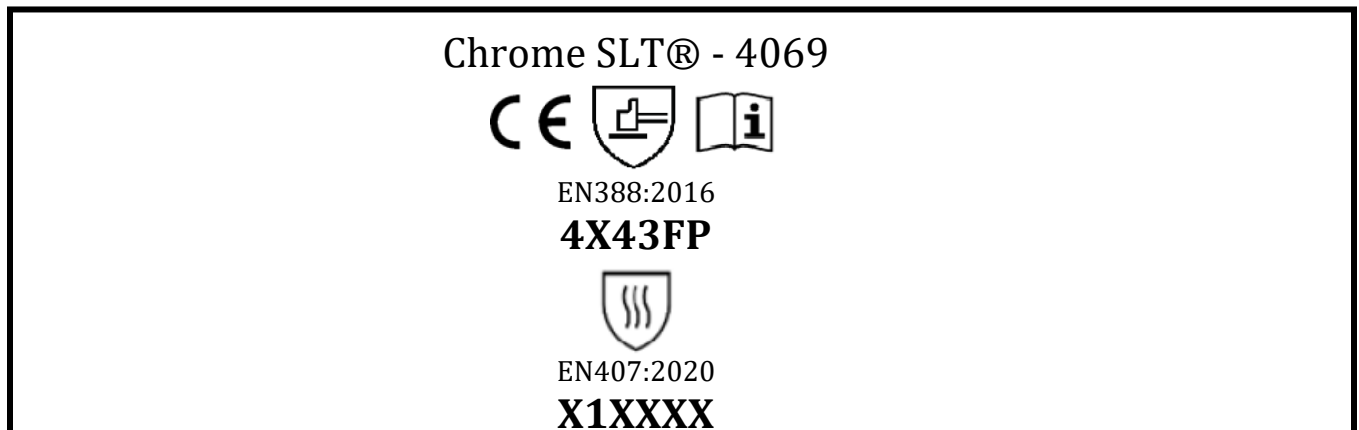 Chrome SLT® - 4069
CE i
EN388:2016
4X43FP
EN407:2020
X1XXXX